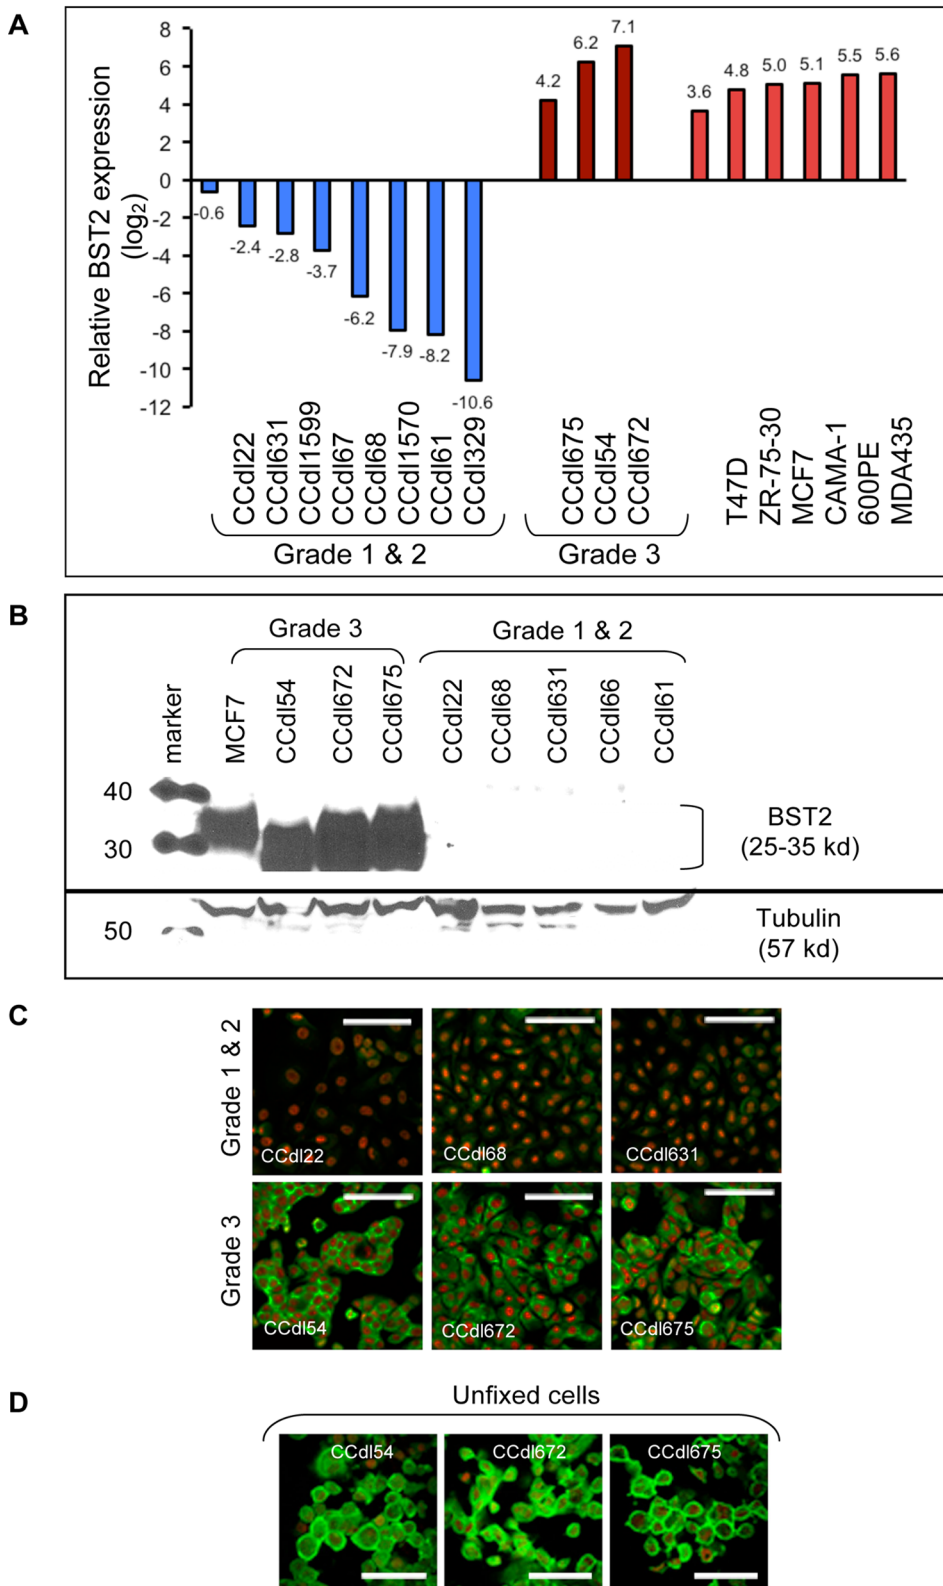 A
Relative BST2 expression
(log2)
8
6
4
2
0
-2
-4
-6
-8
-10
-12
-0.6
-2.4
-2.8
-3.7
-6.2
-7.9
-8.2
-10.6
4.2
6.2
7.1
3.6
4.8
5.0
5.1
5.5
5.6
CCdl22
CCdl631
CCdl1599
CCdl67
CCdl68
CCdl1570
CCdl61
CCdl329
CCdl675
CCdl54
CCdl672
T47D
ZR-75-30
MCF7
CAMA-1
600PE
MDA435
Grade 1 & 2
Grade 3
B
Grade 3
Grade 1 & 2
marker
MCF7
CCdl54
CCdl672
CCdl675
CCdl22
CCdl68
CCdl631
CCdl66
CCdl61
40
30
BST2
(25-35 kd)
50
Tubulin
(57 kd)
C
Grade 1 & 2
CCdl22
CCdl68
CCdl631
Grade 3
CCdl54
CCdl672
CCdl675
D
Unfixed cells
CCdl54
CCdl672
CCdl675